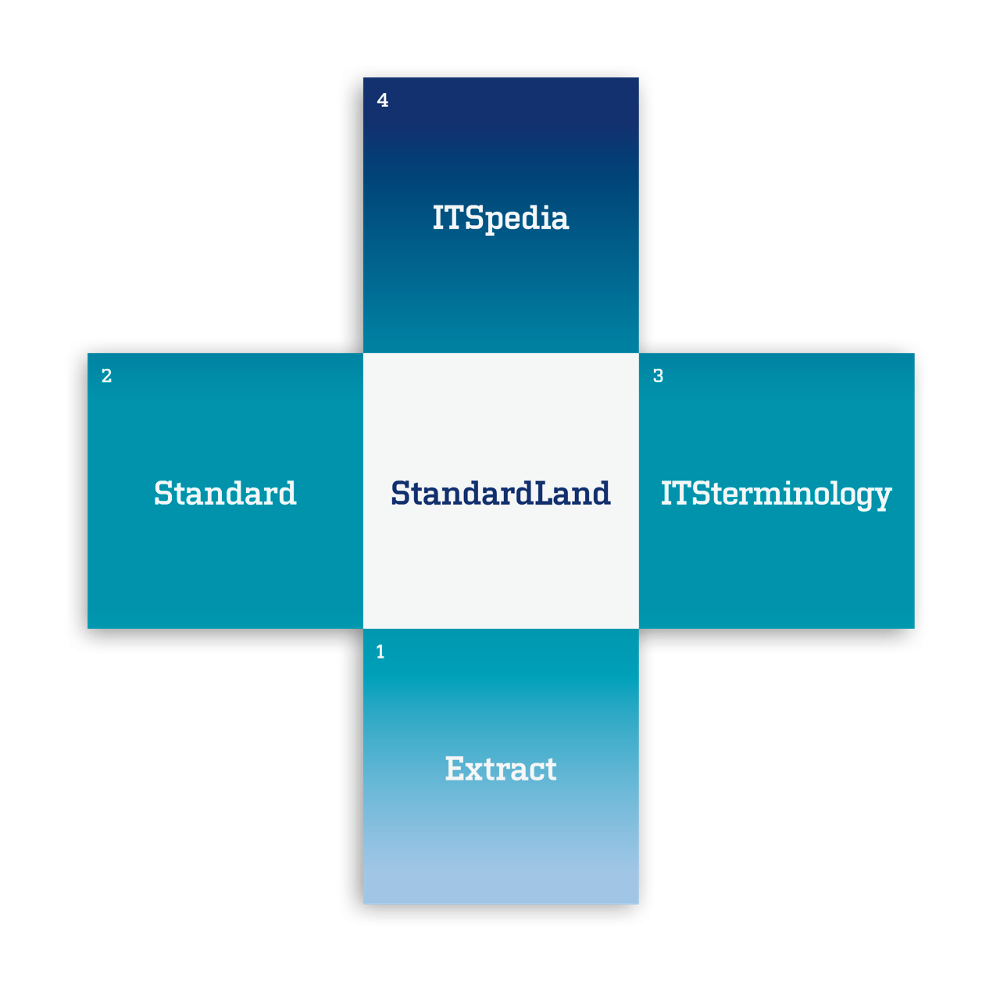 4
ITSpedia
2
Standard
StandardLand
3
ITSterminology
1
Extract